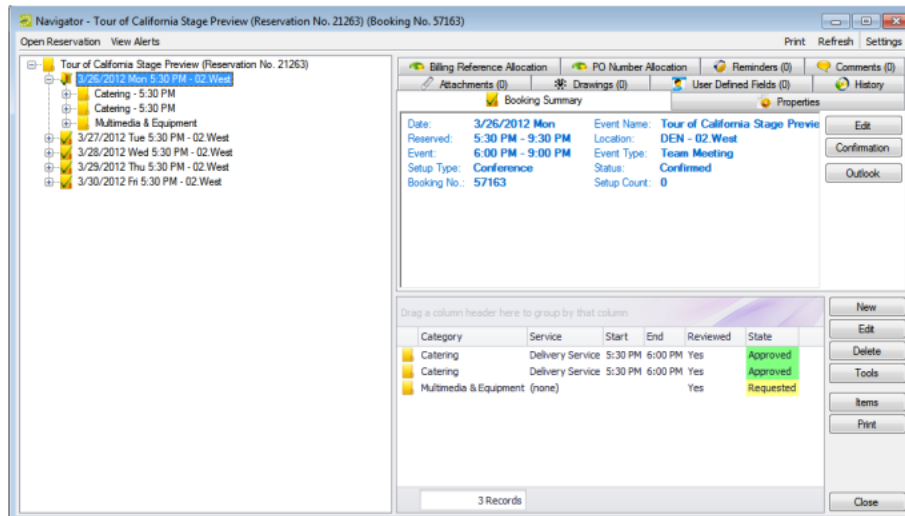 Navigator - Tour of California Stage Preview (Reservation No. 21263) (Booking No. 57163)
Open Reservation View Alerts Print Refresh Settings
Tour of California Stage Preview (Reservation No. 21263)
3/26/2012 Mon 5:30 PM - 02.West
Catering - 5:30 PM
Catering - 5:30 PM
Multimedia & Equipment
3/27/2012 Tue 5:30 PM - 02.West
3/28/2012 Wed 5:30 PM - 02.West
3/29/2012 Thu 5:30 PM - 02.West
3/30/2012 Fri 5:30 PM - 02.West
Billing Reference Allocation PO Number Allocation Reminders (0) Comments (0)
Attachments (0) Drawings (0) User Defined Fields (0) History
Booking Summary Properties
Date: 3/26/2012 Mon Event Name: Tour of California Stage Previe
Reserved: 5:30 PM - 9:30 PM Location: DEN - 02.West
Event: 6:00 PM - 9:00 PM Event Type: Team Meeting
Setup Type: Conference Status: Confirmed
Booking No.: 57163 Setup Count: 0
Edit
Confirmation
Outlook
Drag a column header here to group by that column
Category Service Start End Reviewed State
Catering Delivery Service 5:30 PM 6:00 PM Yes Approved
Catering Delivery Service 5:30 PM 6:00 PM Yes Approved
Multimedia & Equipment (none) Yes Requested
3 Records
New
Edit
Delete
Tools
Items
Print
Close